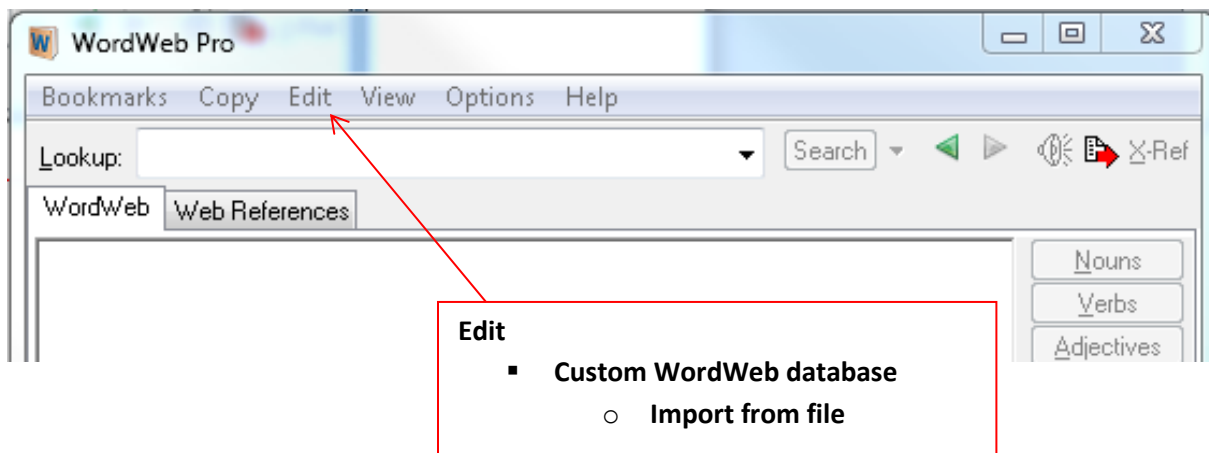 WordWeb Pro
Bookmarks Copy Edit View Options Help
Lookup: Search X-Ref
WordWeb Web References
Nouns
Verbs
Adjectives
Edit
▪ Custom WordWeb database
o Import from file